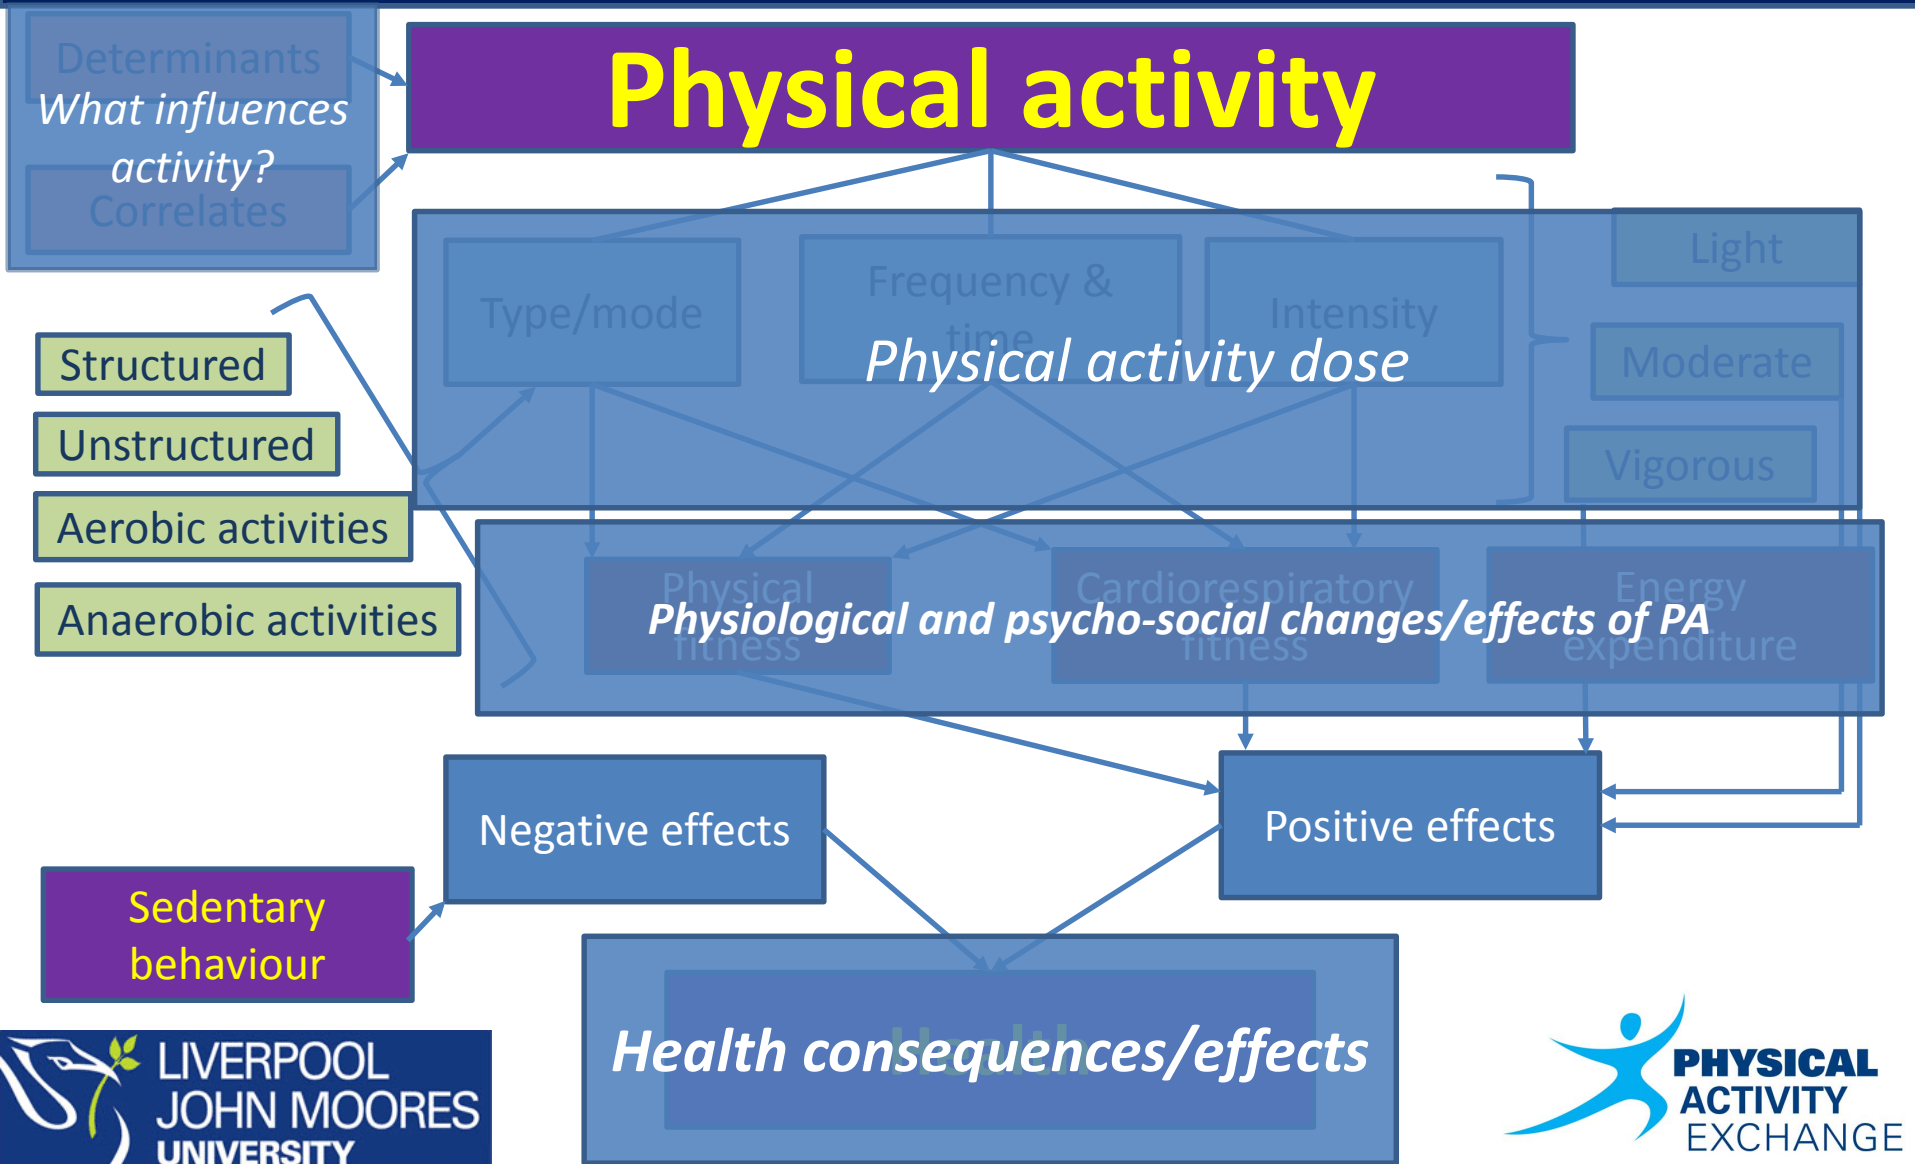 Determinants
What influences
activity?
Correlates
Physical activity
Type/mode
Frequency &
time
Intensity
Physical activity dose
Light
Moderate
Vigorous
Structured
Unstructured
Aerobic activities
Anaerobic activities
Physical
fitness
Cardiorespiratory
fitness
Energy
expenditure
Physiological and psycho-social changes/effects of PA
Negative effects
Positive effects
Sedentary
behaviour
Health
Health consequences/effects
LIVERPOOL
JOHN MOORES
UNIVERSITY
PHYSICAL
ACTIVITY
EXCHANGE